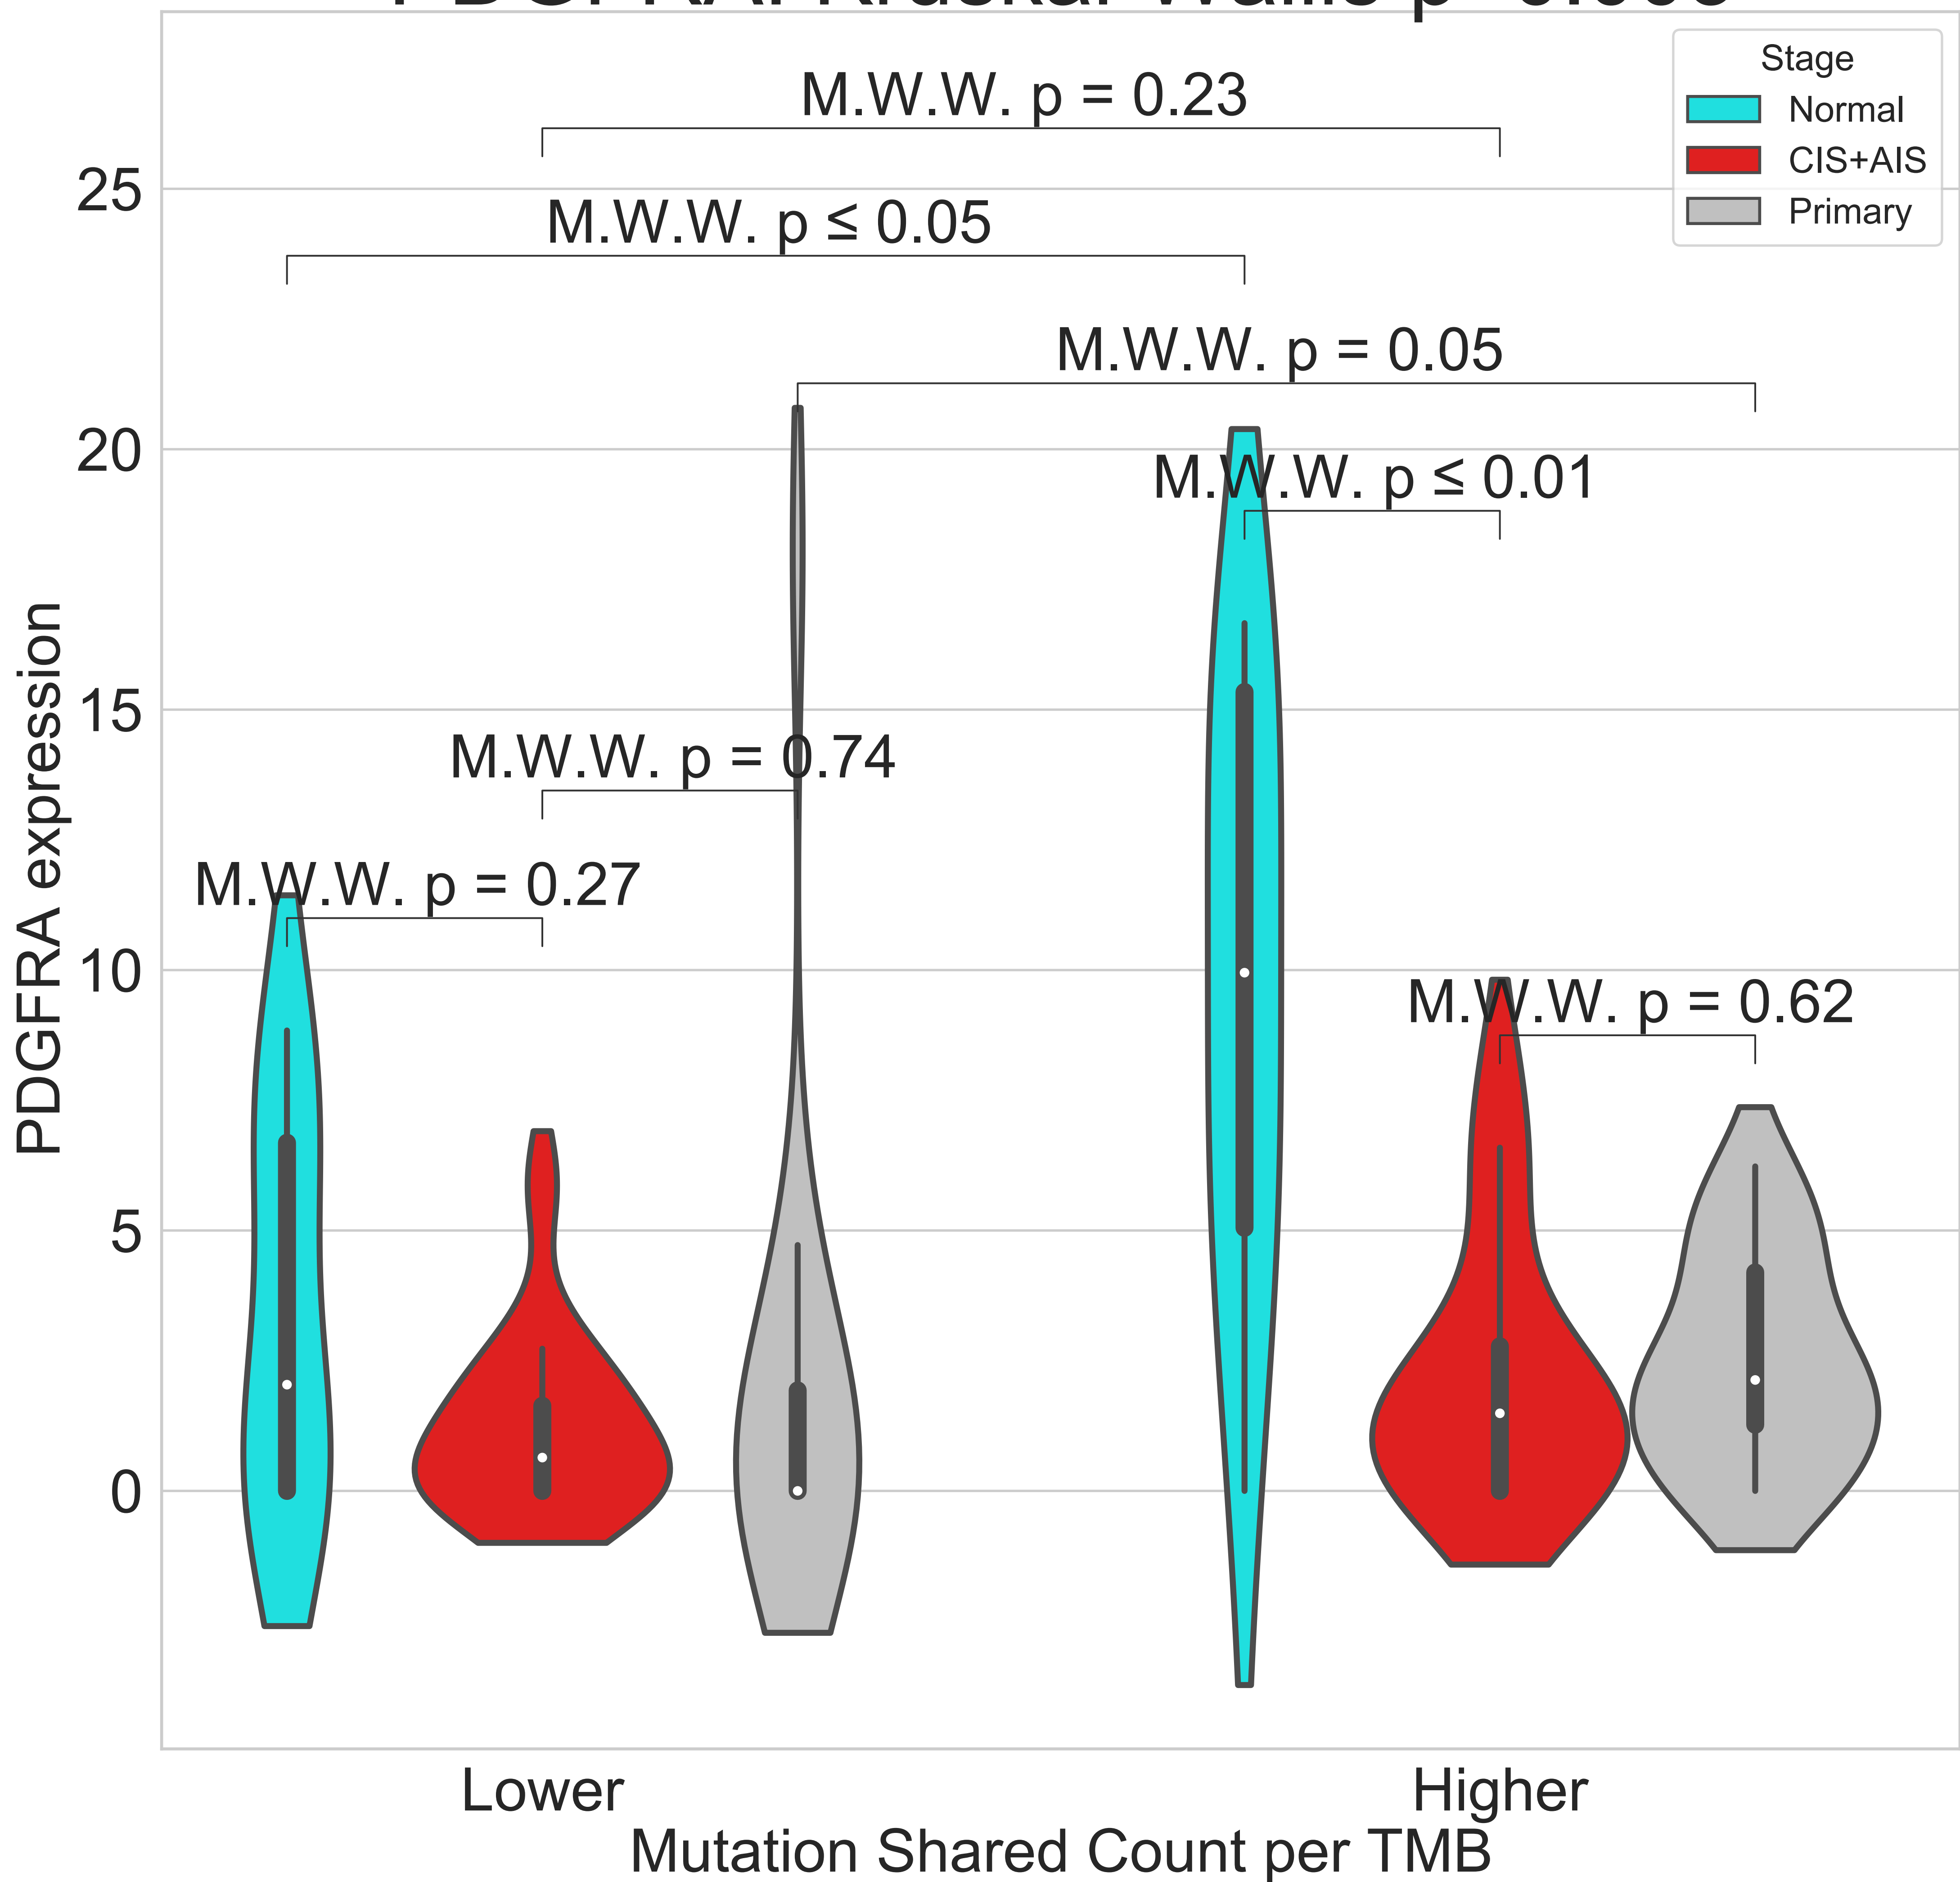 Stage
Normal
CIS+AIS
Primary
M.W.W. p = 0.23
M.W.W. p ≤ 0.05
M.W.W. p = 0.05
M.W.W. p ≤ 0.01
M.W.W. p = 0.74
M.W.W. p = 0.27
M.W.W. p = 0.62
25
20
15
10
5
0
PDGFRA expression
Lower
Higher
Mutation Shared Count per TMB